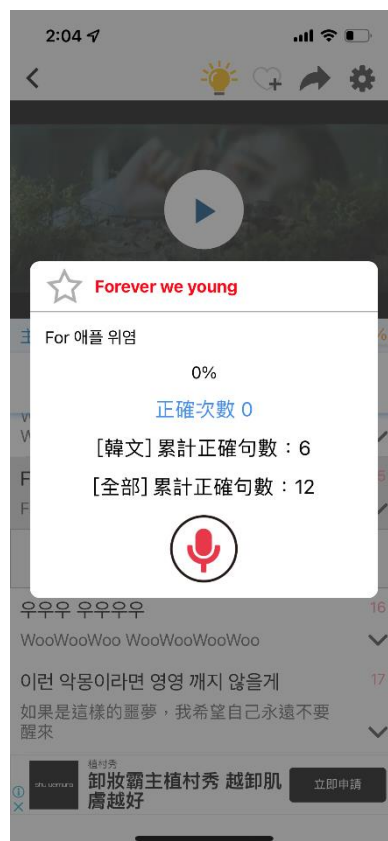 2:04
Forever we young
For 애플 위염
0%
正確次數 0
[韓文] 累計正確句數：6
[全部] 累計正確句數：12
우우우 우우우우
16
WooWooWoo WooWooWooWoo
이런 악몽이라면 영영 깨지 않을게
17
如果是這樣的噩夢，我希望自己永遠不要
醒來
植村秀
shu uemura
卸妝霸主植村秀 越卸肌
膚越好
立即申請